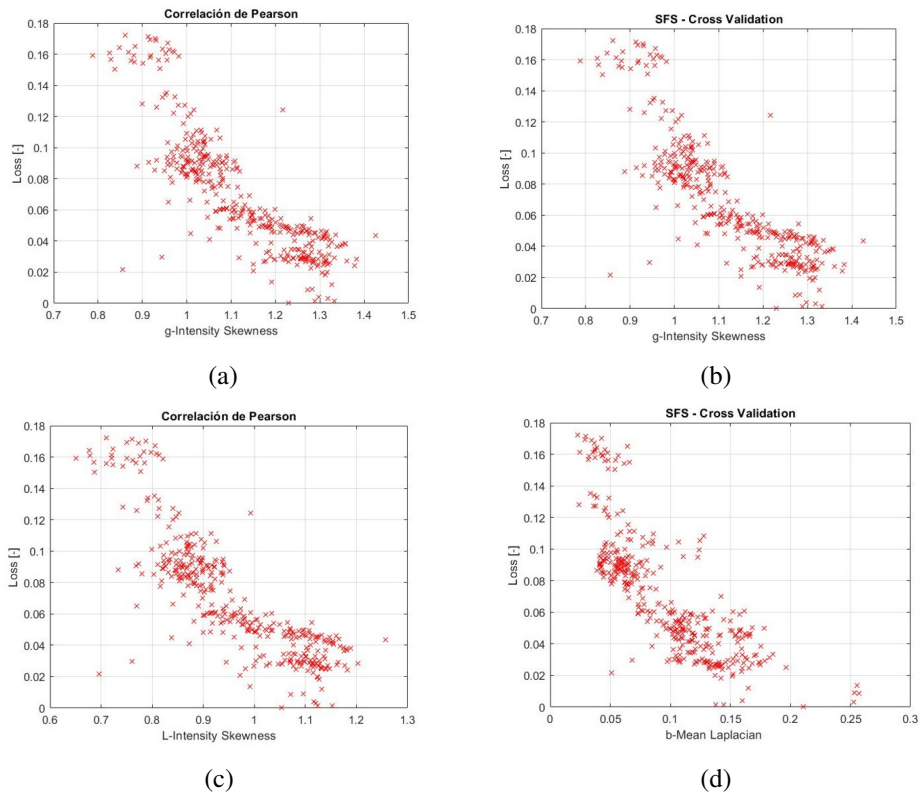 Correlación de Pearson
0.18
0.16
0.14
0.12
0.1
0.08
0.06
0.04
0.02
0
Loss [-]
0.7 0.8 0.9 1 1.1 1.2 1.3 1.4 1.5
g-Intensity Skewness
(a)
SFS - Cross Validation
0.18
0.16
0.14
0.12
0.1
0.08
0.06
0.04
0.02
0
Loss [-]
0.7 0.8 0.9 1 1.1 1.2 1.3 1.4 1.5
g-Intensity Skewness
(b)
Correlación de Pearson
0.18
0.16
0.14
0.12
0.1
0.08
0.06
0.04
0.02
0
Loss [-]
0.6 0.7 0.8 0.9 1 1.1 1.2 1.3
L-Intensity Skewness
(c)
SFS - Cross Validation
0.18
0.16
0.14
0.12
0.1
0.08
0.06
0.04
0.02
0
Loss [-]
0 0.05 0.1 0.15 0.2 0.25 0.3
b-Mean Laplacian
(d)